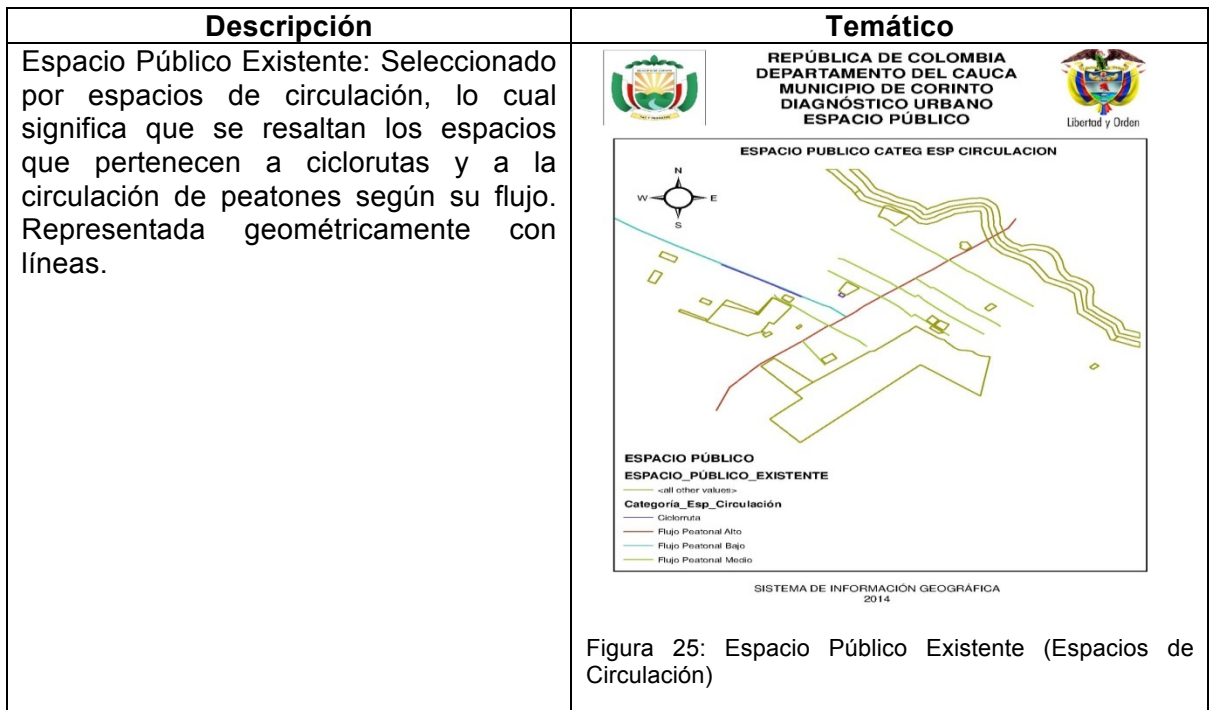 Descripción
Temático
Espacio Público Existente: Seleccionado
por espacios de circulación, lo cual
significa que se resaltan los espacios
que pertenecen a ciclorutas y a la
circulación de peatones según su flujo.
Representada geométricamente con
líneas.
REPÚBLICA DE COLOMBIA
DEPARTAMENTO DEL CAUCA
MUNICIPIO DE CORINTO
DIAGNÓSTICO URBANO
ESPACIO PÚBLICO
Libertad y Orden
ESPACIO PUBLICO CATEG ESP CIRCULACION
N
W
E
S
ESPACIO PÚBLICO
ESPACIO_PÚBLICO_EXISTENTE
<all other values>
Categoría_Esp_Circulación
Ciclorruta
Flujo Peatonal Alto
Flujo Peatonal Bajo
Flujo Peatonal Medio
SISTEMA DE INFORMACIÓN GEOGRÁFICA
2014
Figura 25: Espacio Público Existente (Espacios de
Circulación)